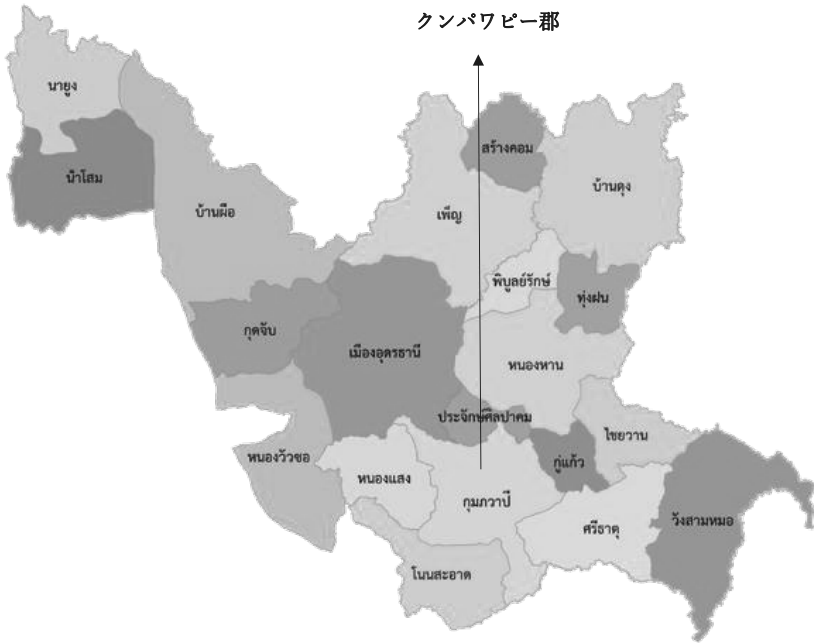 クンパワピー郡
นายูง
สร้างคอม
น้ำโสม
บ้านดุง
บ้านผือ
เพ็ญ
พิบูลย์รักษ์
ทุ่งฝน
กุดจับ
เมืองอุดรธานี
หนองหาน
ประจักษ์ศิลปาคม
ไชยวาน
หนองวัวซอ
หนองแสง
กู่แก้ว
กุมภวาปี
ศรีธาตุ
วังสามหมอ
โนนสะอาด